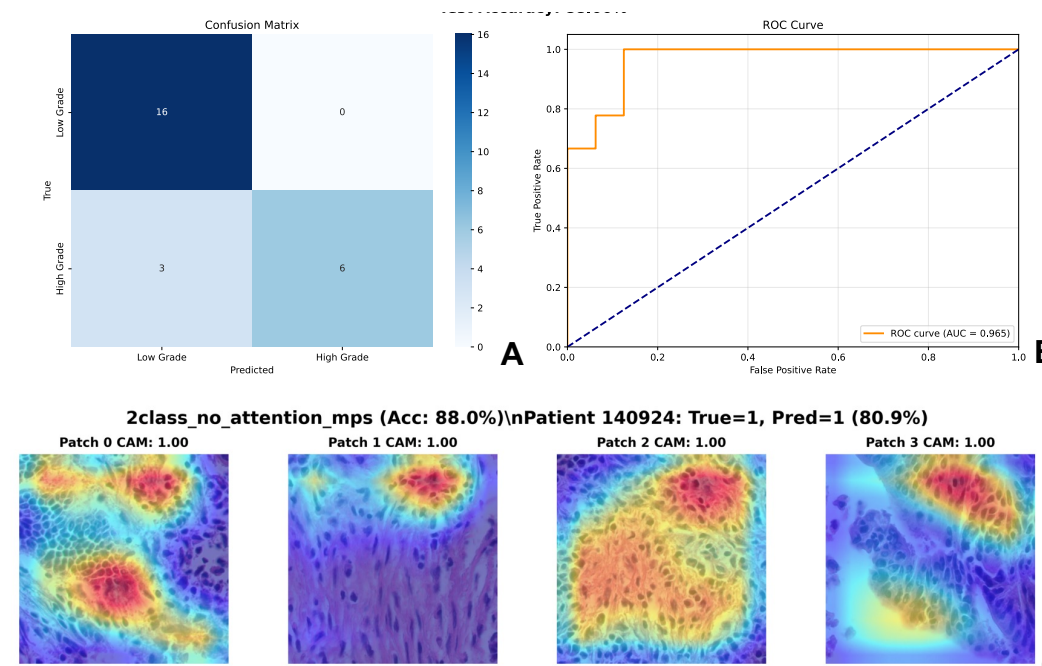 Confusion Matrix
16
0
3
6
Low Grade
High Grade
True
Low Grade
High Grade
Predicted
16
14
12
10
8
6
4
2
0
A
ROC Curve
1.0
0.8
0.6
0.4
0.2
0.0
True Positive Rate
0.0
0.2
0.4
0.6
0.8
1.0
False Positive Rate
ROC curve (AUC = 0.965)
2class_no_attention_mps (Acc: 88.0%)\nPatient 140924: True=1, Pred=1 (80.9%)
Patch 0 CAM: 1.00
Patch 1 CAM: 1.00
Patch 2 CAM: 1.00
Patch 3 CAM: 1.00